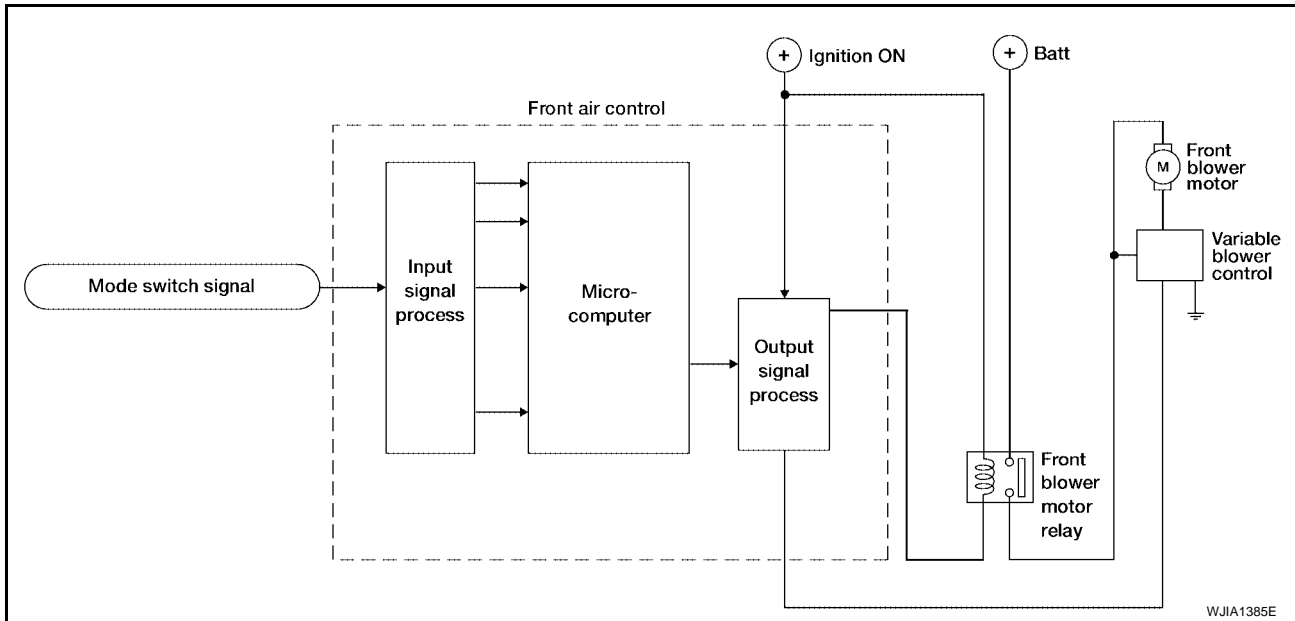 + Ignition ON
+ Batt
Front air control
Front
blower
motor
M
Mode switch signal
Input
signal
process
Micro-
computer
Output
signal
process
Variable
blower
control
Front
blower
motor
relay
WJIA1385E